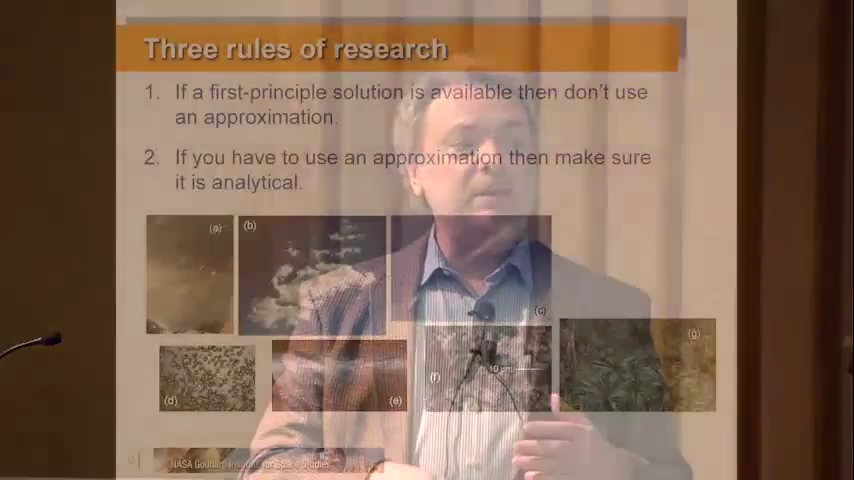 Three rules of research
1. If a first-principle solution is available then don't use
an approximation.
2. If you have to use an approximation then make sure
it is analytical.
(a)
(b)
(c)
(d)
(e)
(f)
10 µm
(g)
NASA Goddard Institute for Space Studies